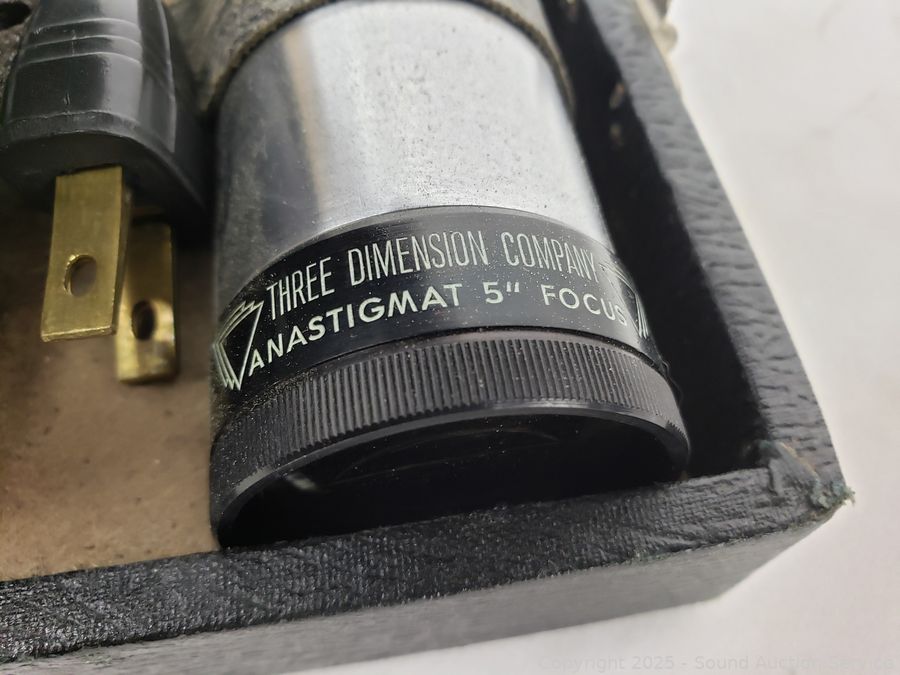 THREE DIMENSION COMPANY
ANASTIGMAT 5" FOCUS
Copyright 2025 - Sound Auction Service